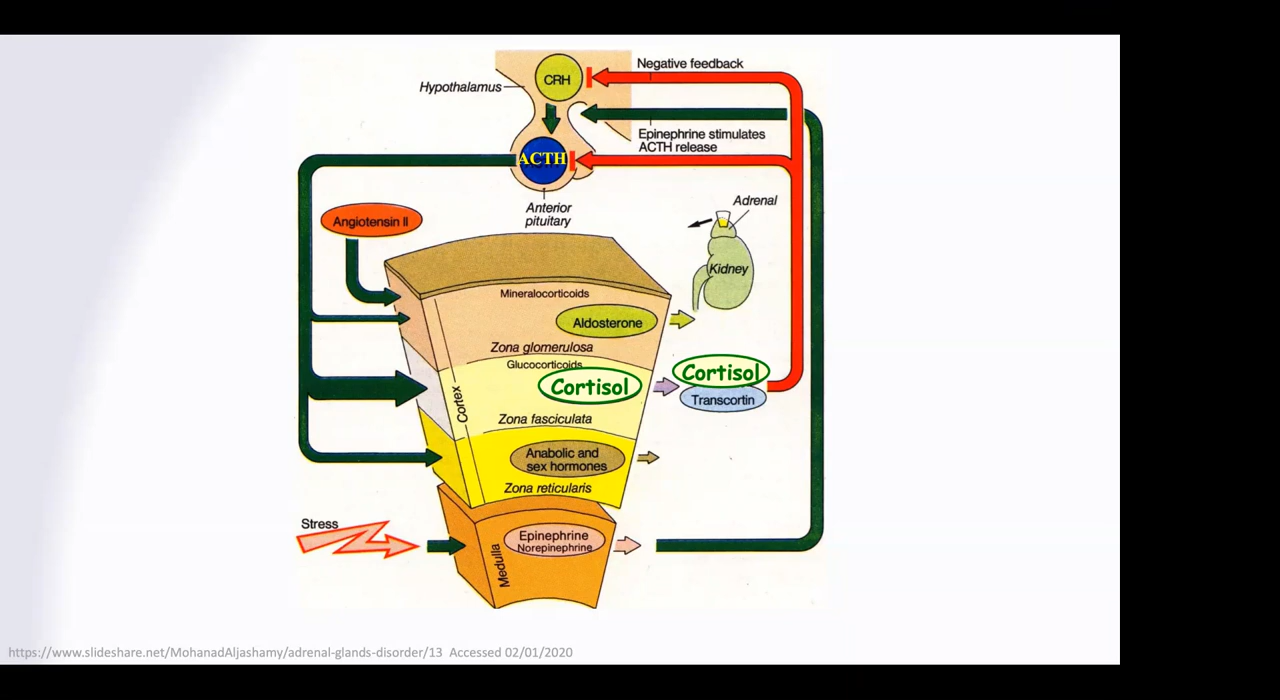 Negative feedback
CRH
Hypothalamus
Epinephrine stimulates
ACTH release
ACTH
Anterior
pituitary
Adrenal
Angiotensin II
Kidney
Mineralocorticoids
Aldosterone
Zona glomerulosa
Glucocorticoids
Cortisol
Cortisol
Transcortin
Cortex
Zona fasciculata
Anabolic and
sex hormones
Zona reticularis
Stress
Epinephrine
Norepinephrine
Medulla
https://www.slideshare.net/MohanadAljashamy/adrenal-glands-disorder/13 Accessed 02/01/2020